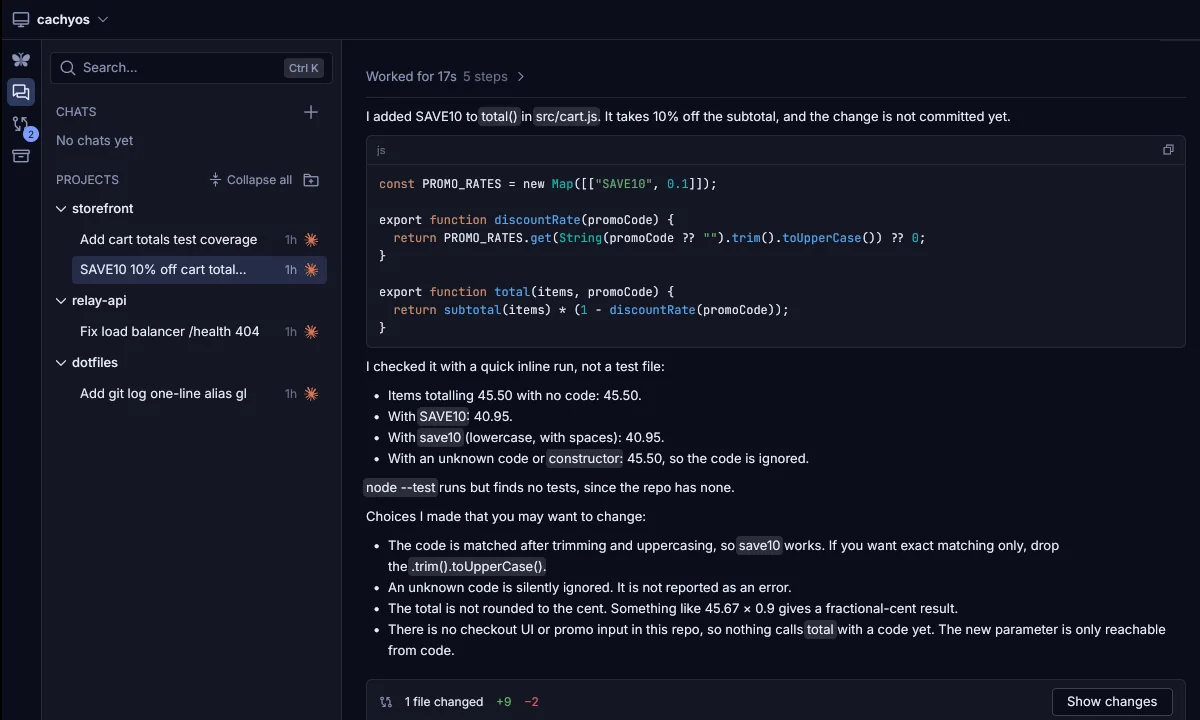 cachyos
Search... Ctrl K
CHATS
No chats yet
2
PROJECTS Collapse all
storefront
Add cart totals test coverage 1h
SAVE10 10% off cart total... 1h
relay-api
Fix load balancer /health 404 1h
dotfiles
Add git log one-line alias gl 1h
Worked for 17s 5 steps
I added SAVE10 to total() in src/cart.js. It takes 10% off the subtotal, and the change is not committed yet.
js
const PROMO_RATES = new Map([["SAVE10", 0.1]]);
export function discountRate(promoCode) {
return PROMO_RATES.get(String(promoCode ?? "").trim().toUpperCase()) ?? 0;
}
export function total(items, promoCode) {
return subtotal(items) * (1 - discountRate(promoCode));
}
I checked it with a quick inline run, not a test file:
• Items totalling 45.50 with no code: 45.50.
• With SAVE10: 40.95.
• With save10 (lowercase, with spaces): 40.95.
• With an unknown code or constructor: 45.50, so the code is ignored.
node --test runs but finds no tests, since the repo has none.
Choices I made that you may want to change:
• The code is matched after trimming and uppercasing, so save10 works. If you want exact matching only, drop
the .trim().toUpperCase().
• An unknown code is silently ignored. It is not reported as an error.
• The total is not rounded to the cent. Something like 45.67 × 0.9 gives a fractional-cent result.
• There is no checkout UI or promo input in this repo, so nothing calls total with a code yet. The new parameter is only reachable
from code.
1 file changed +9 −2
Show changes